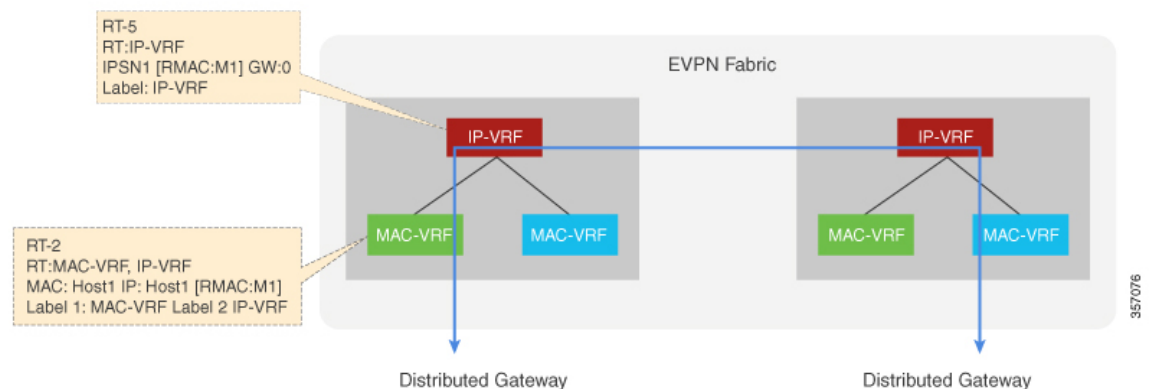 RT-5
RT:IP-VRF
IPSN1 [RMAC:M1] GW:0
Label: IP-VRF
EVPN Fabric
IP-VRF
IP-VRF
MAC-VRF
MAC-VRF
MAC-VRF
MAC-VRF
RT-2
RT:MAC-VRF, IP-VRF
MAC: Host1 IP: Host1 [RMAC:M1]
Label 1: MAC-VRF Label 2 IP-VRF
Distributed Gateway
Distributed Gateway
357076